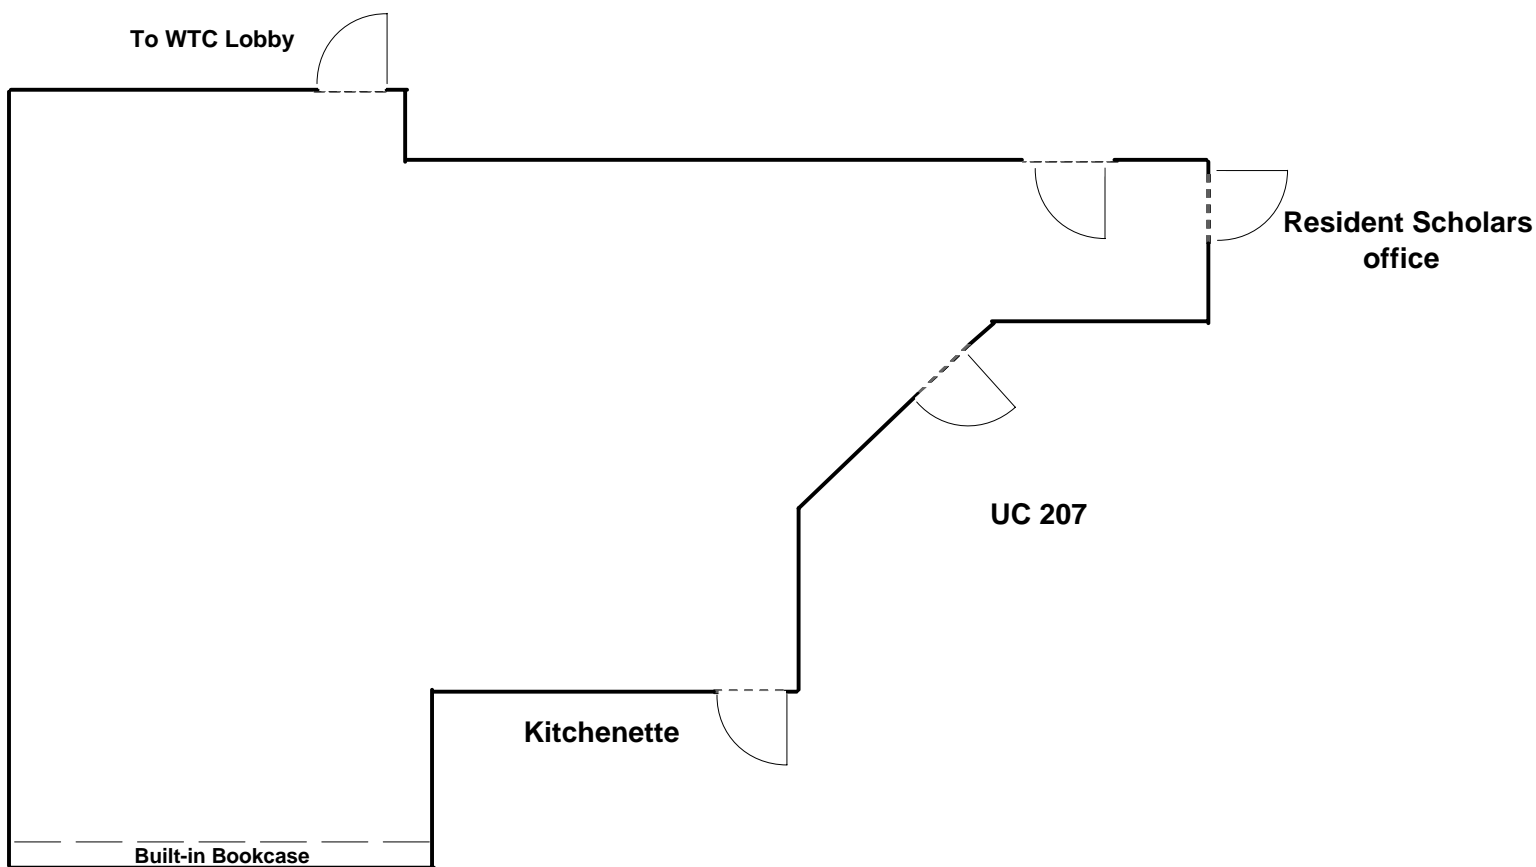 To WTC Lobby
Resident Scholars
office
UC 207
Kitchenette
Built-in Bookcase